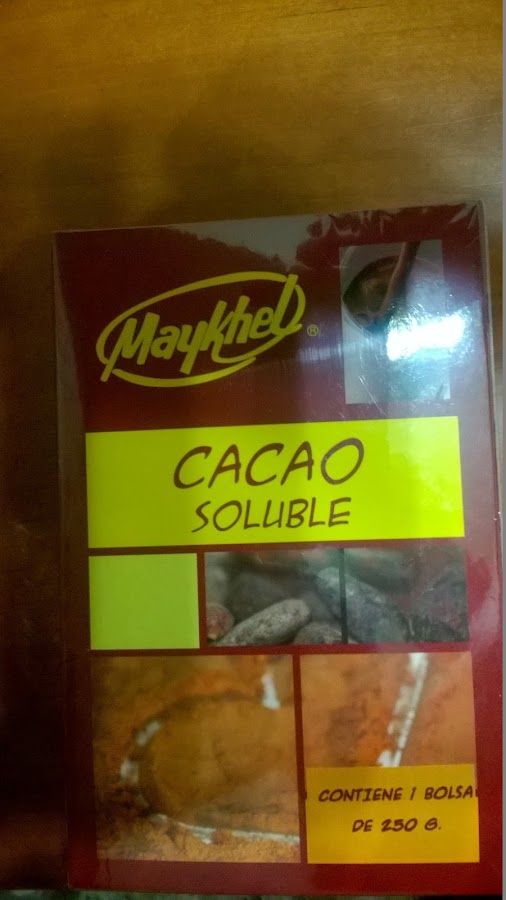 Maykhel ®
CACAO
SOLUBLE
CONTIENE 1 BOLSA
DE 250 G.